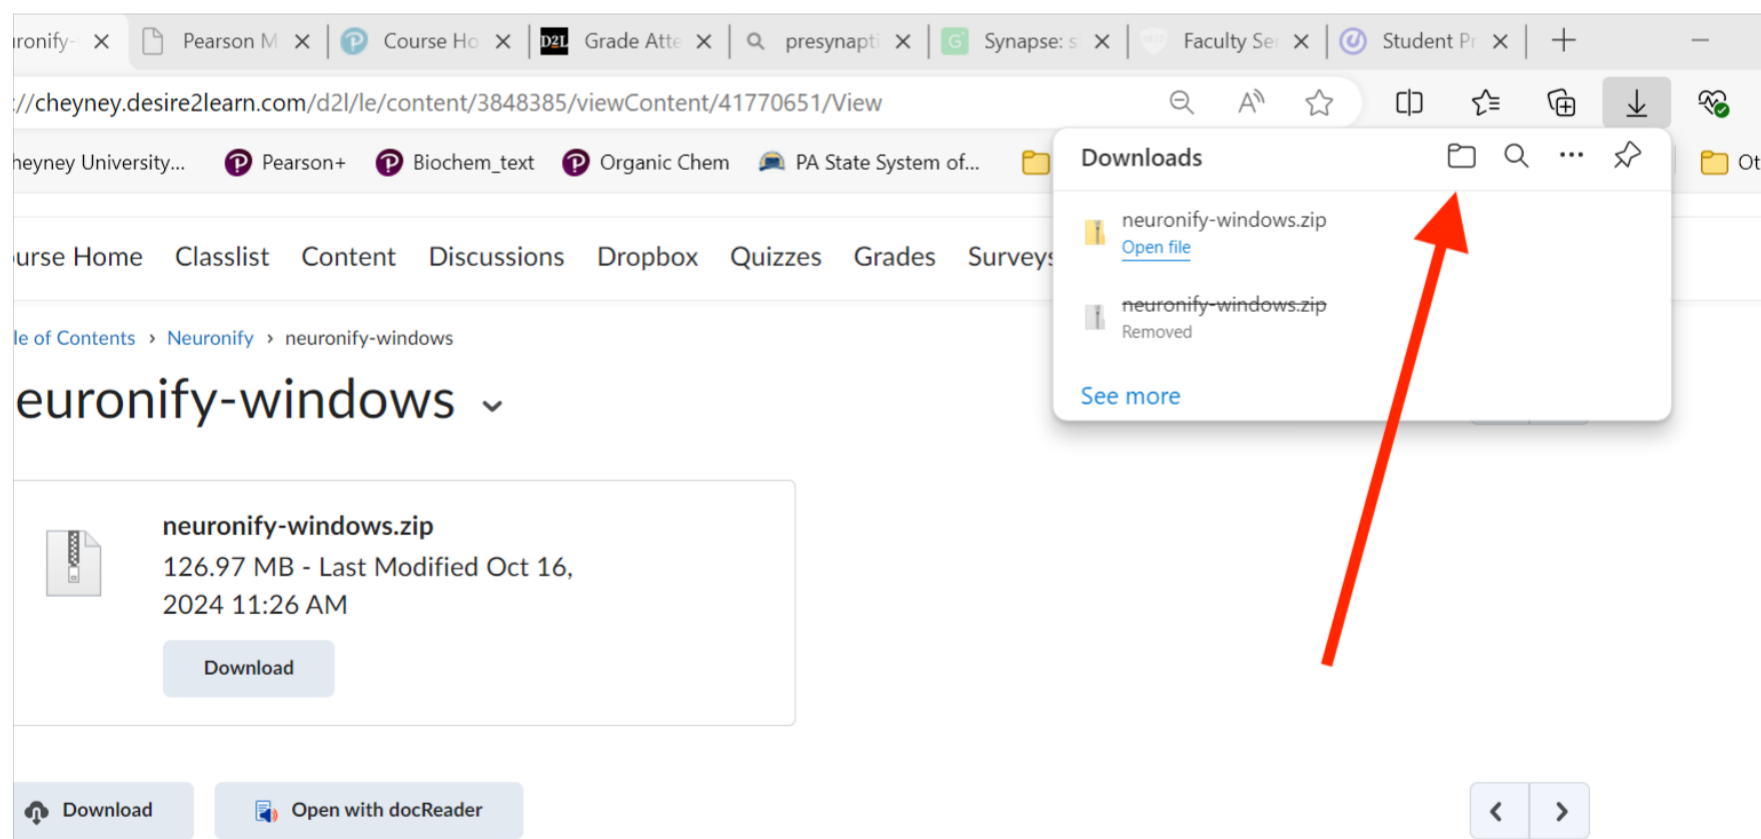 ronify-
Pearson M
Course Ho
D2L
Grade Atte
presynapti
G
Synapse: s
Faculty Ser
Student Pr
://cheyney.desire2learn.com/d2l/le/content/3848385/viewContent/41770651/View
heyney University...
Pearson+
Biochem_text
Organic Chem
PA State System of...
Ot
Downloads
neuronify-windows.zip
Open file
neuronify-windows.zip
Removed
See more
urse Home Classlist Content Discussions Dropbox Quizzes Grades Surveys
le of Contents › Neuronify › neuronify-windows
euronify-windows
neuronify-windows.zip
126.97 MB - Last Modified Oct 16,
2024 11:26 AM
Download
Download
Open with docReader